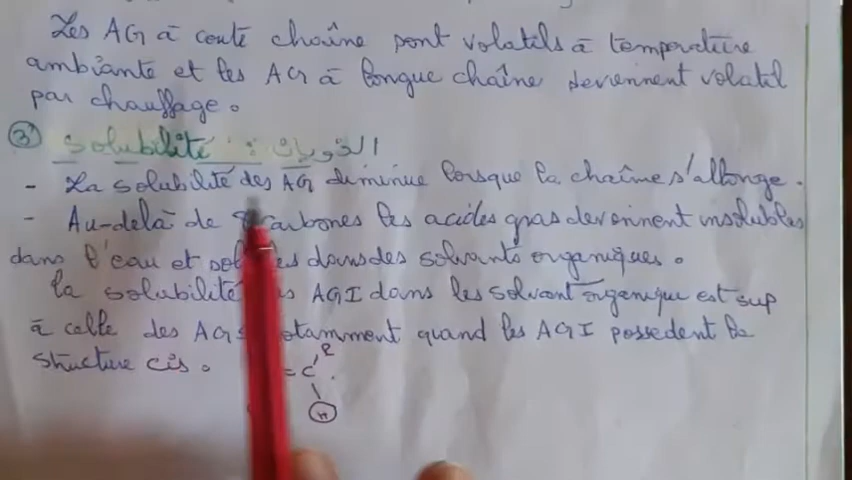 Les AG à courte chaîne sont volatils à température
ambiante et les AG à longue chaîne deviennent volatil
par chauffage.
3) Solubilité : الذوبان
- La solubilité des AG diminue lorsque la chaîne s'allonge.
- Au-delà de carbones les acides gras deviennent insolubles
dans l'eau et dans des solvants organiques.
la solubilité AGI dans les solvant organique est sup
à celle des AGS notamment quand les AGI possèdent la
structure cis. = C R
H